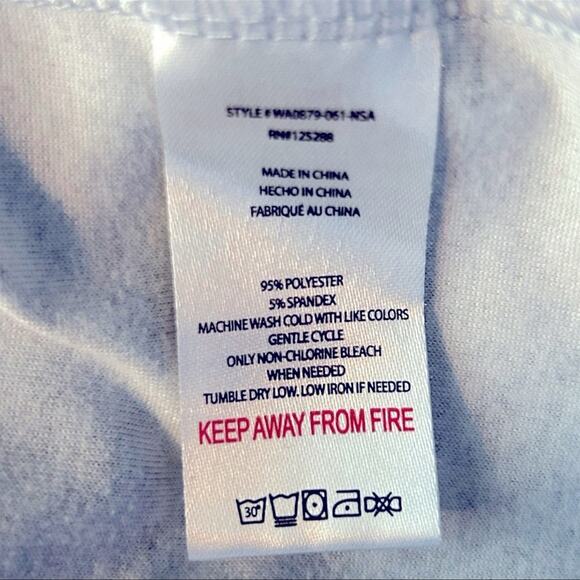 STYLE # WA0879-061-NSA
RN#125288
MADE IN CHINA
HECHO IN CHINA
FABRIQUÉ AU CHINA
95% POLYESTER
5% SPANDEX
MACHINE WASH COLD WITH LIKE COLORS
GENTLE CYCLE
ONLY NON-CHLORINE BLEACH
WHEN NEEDED
TUMBLE DRY LOW. LOW IRON IF NEEDED
KEEP AWAY FROM FIRE
30°